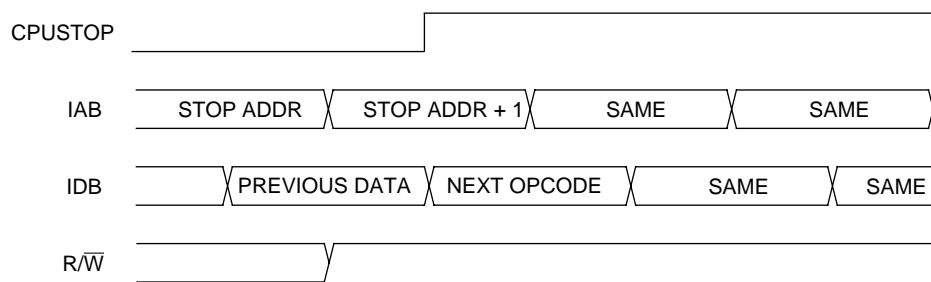 CPUSTOP
IAB STOP ADDR STOP ADDR + 1 SAME SAME
IDB PREVIOUS DATA NEXT OPCODE SAME SAME
R/W̅